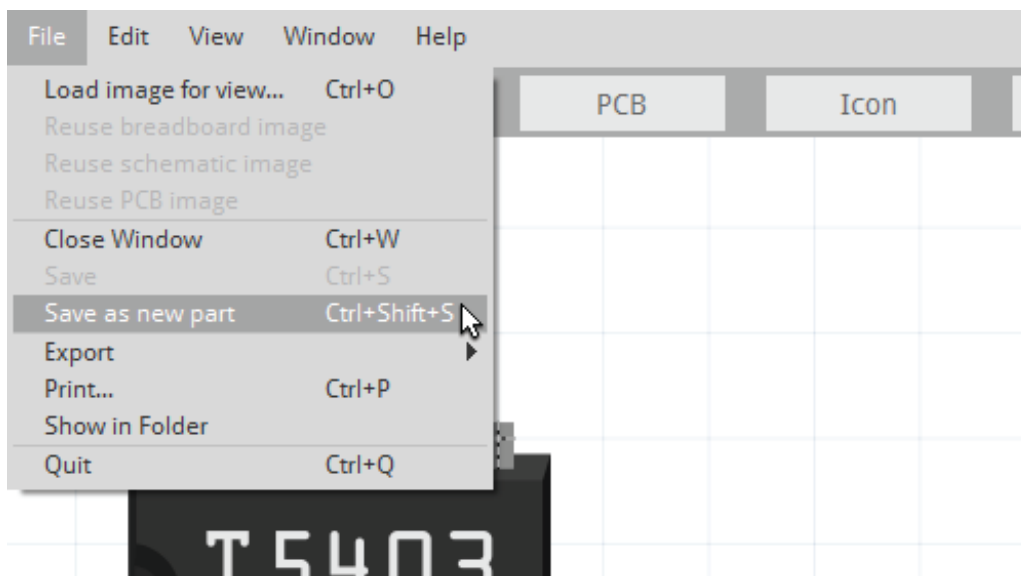 File Edit View Window Help
PCB Icon
Load image for view... Ctrl+O
Reuse breadboard image
Reuse schematic image
Reuse PCB image
Close Window Ctrl+W
Save Ctrl+S
Save as new part Ctrl+Shift+S
Export
Print... Ctrl+P
Show in Folder
Quit Ctrl+Q
T5403